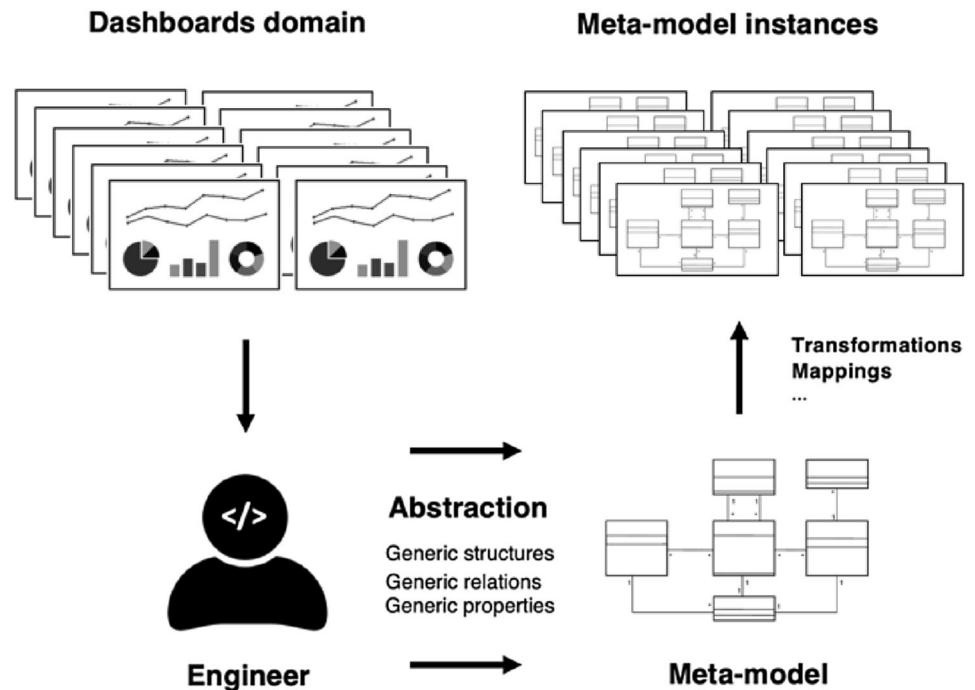 Dashboards domain
Meta-model instances
Transformations
Mappings
...
</>
Abstraction
Generic structures
Generic relations
Generic properties
Engineer
Meta-model